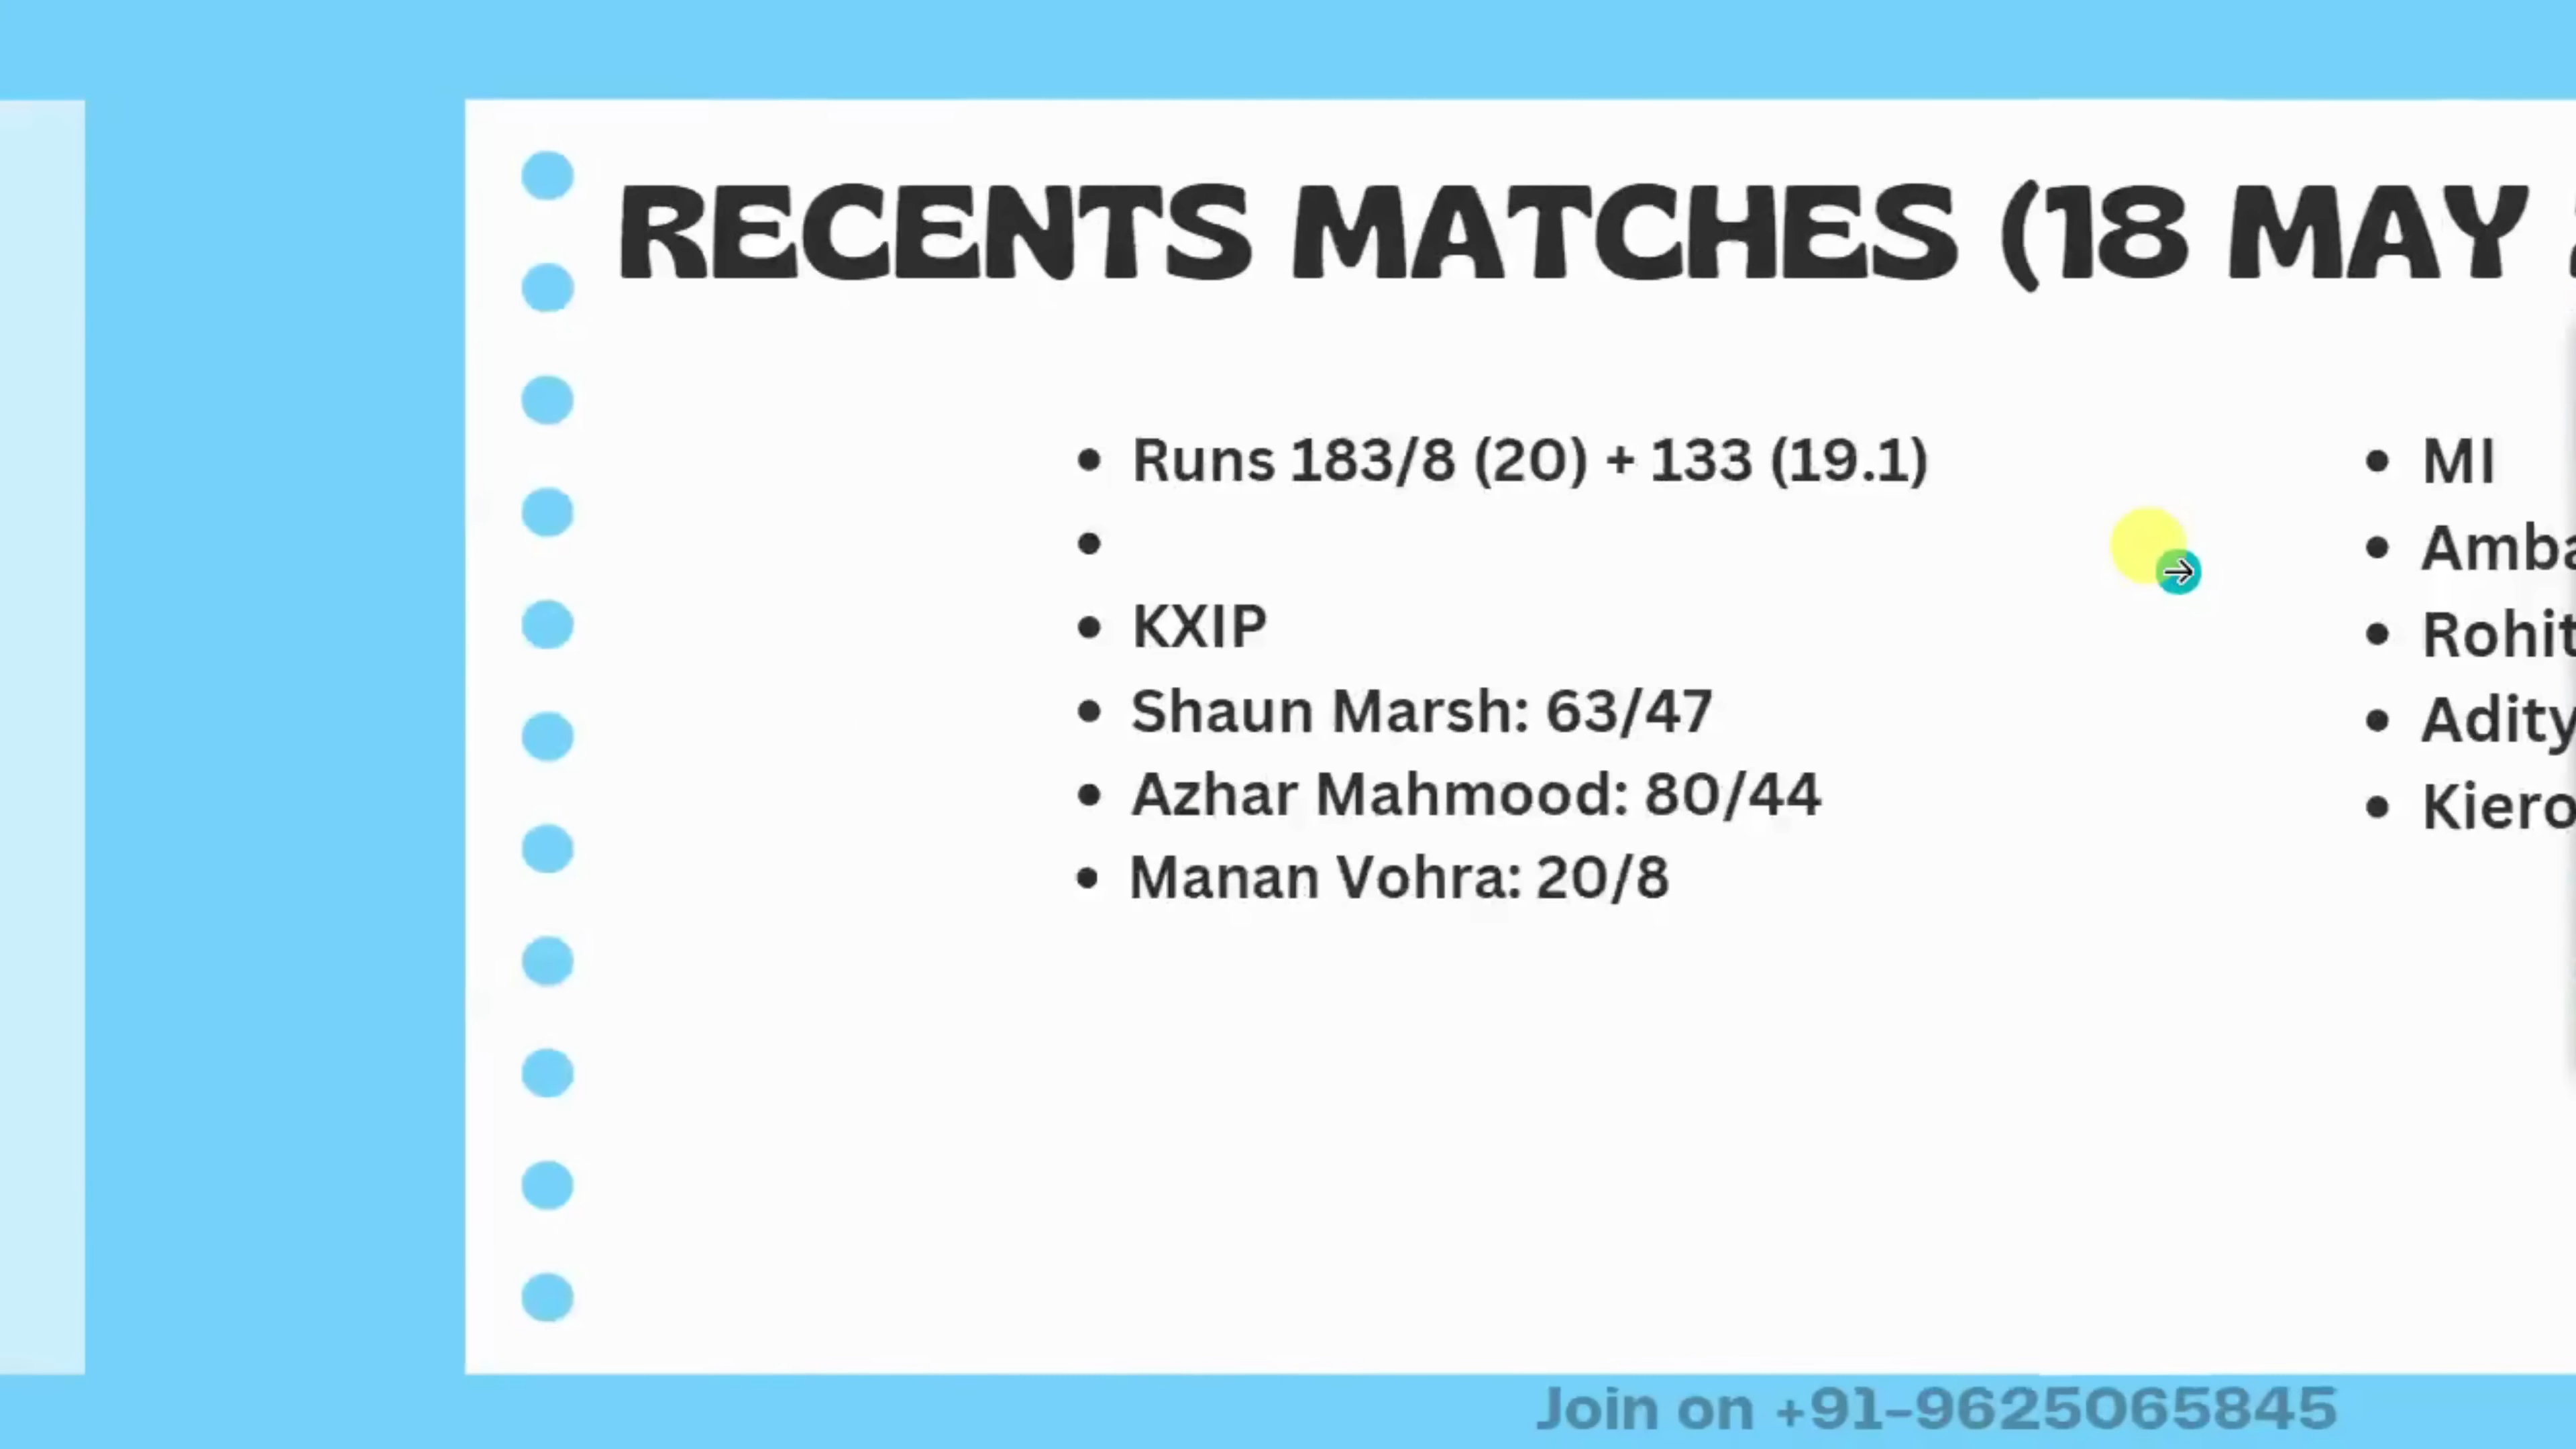 RECENTS MATCHES (18 MAY
Runs 183/8 (20) + 133 (19.1)
KXIP
Shaun Marsh: 63/47
Azhar Mahmood: 80/44
Manan Vohra: 20/8
MI
Rohit
Join on +91-9625065845